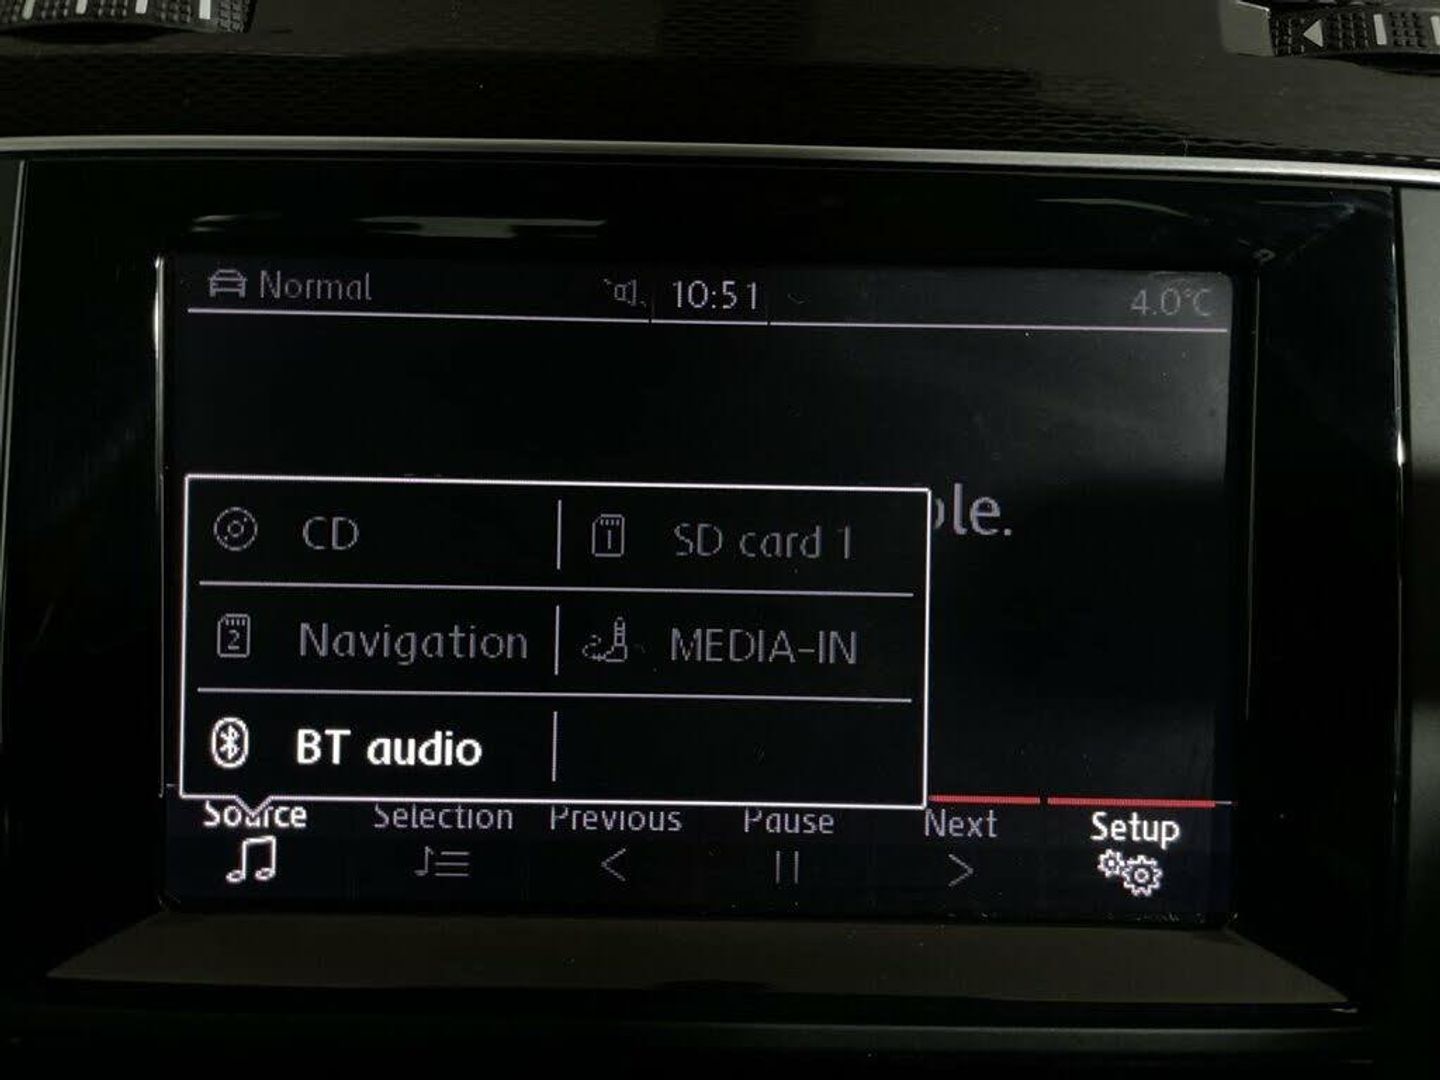 Normal 10:51 4.0°C
CD SD card 1
Navigation MEDIA-IN
BT audio
Source Selection Previous Pause Next Setup